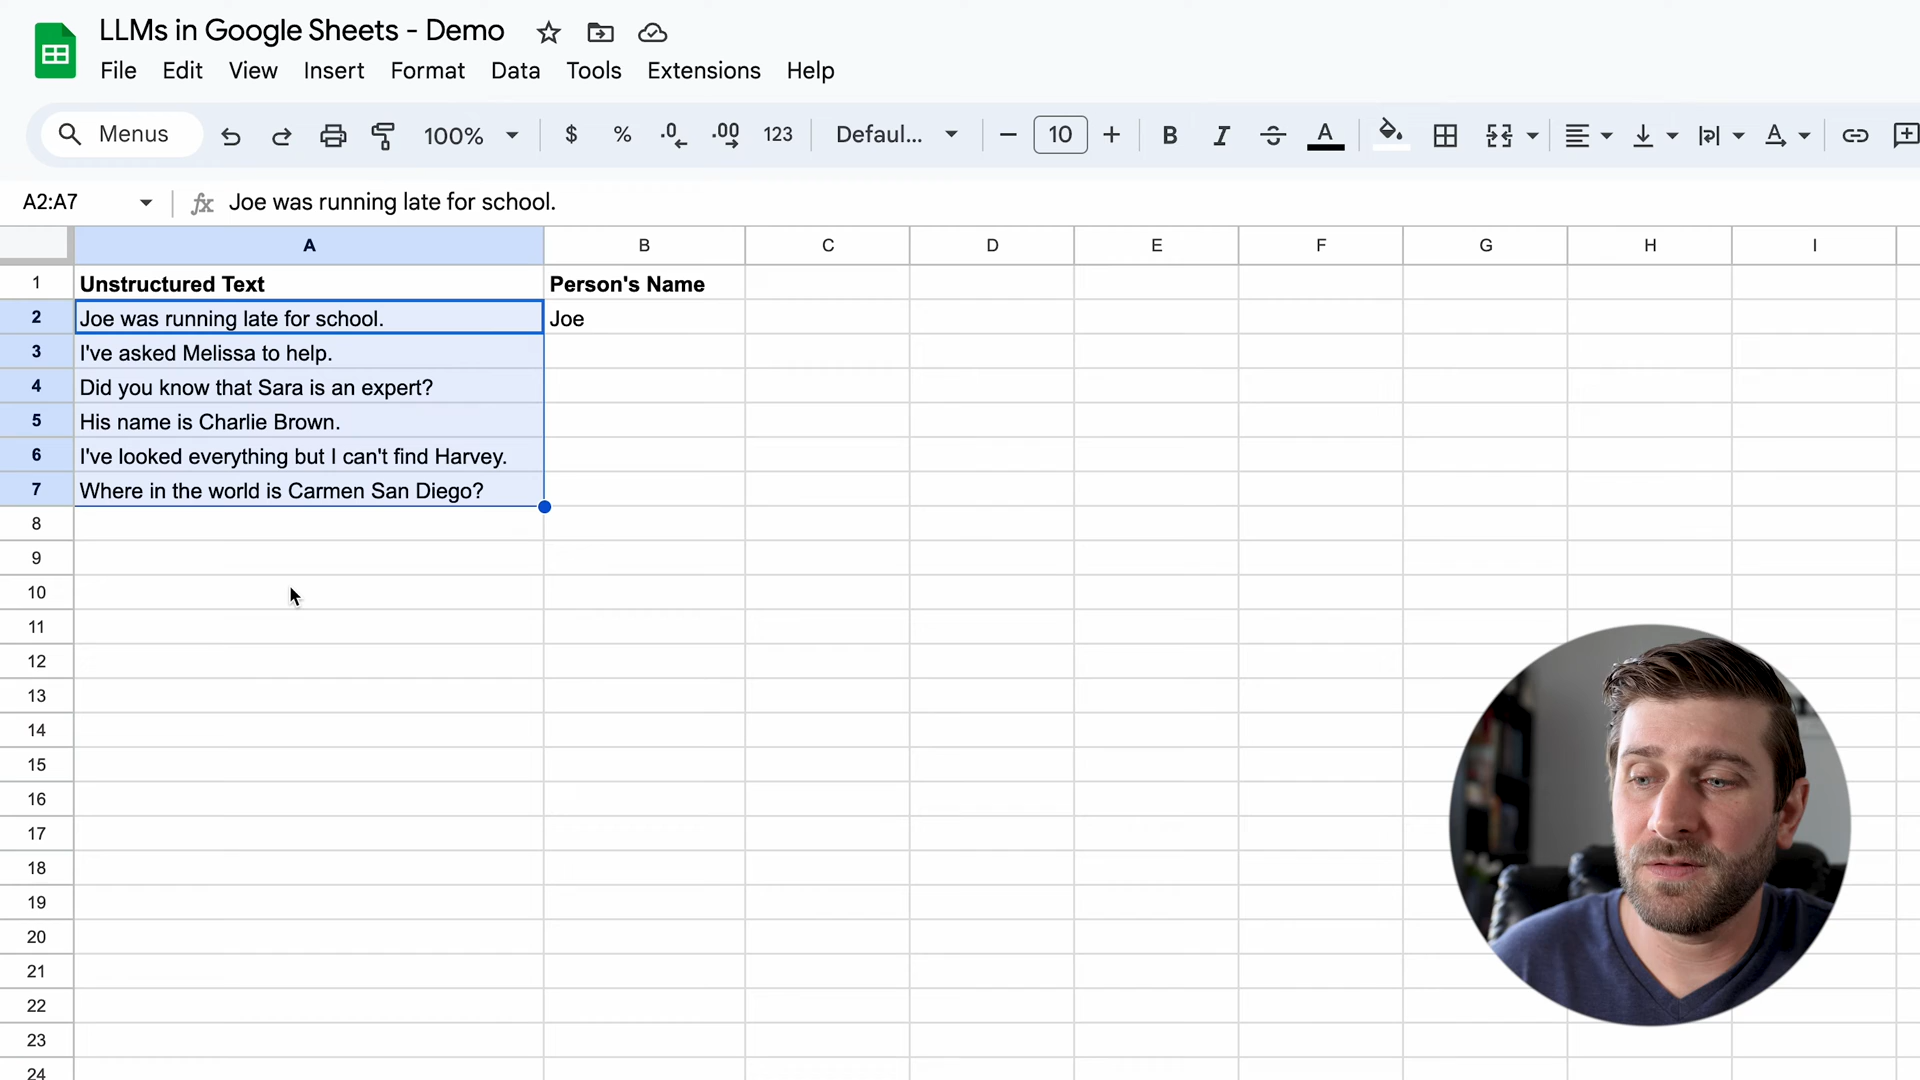 LLMs in Google Sheets - Demo
File Edit View Insert Format Data Tools Extensions Help
Menus 100% $ % .0 .00 123 Defaul... 10 B I A A
A2:A7 fx Joe was running late for school.
A B C D E F G H I
1 Unstructured Text Person's Name
2 Joe was running late for school. Joe
3 I've asked Melissa to help.
4 Did you know that Sara is an expert?
5 His name is Charlie Brown.
6 I've looked everything but I can't find Harvey.
7 Where in the world is Carmen San Diego?
8
9
10
11
12
13
14
15
16
17
18
19
20
21
22
23
24